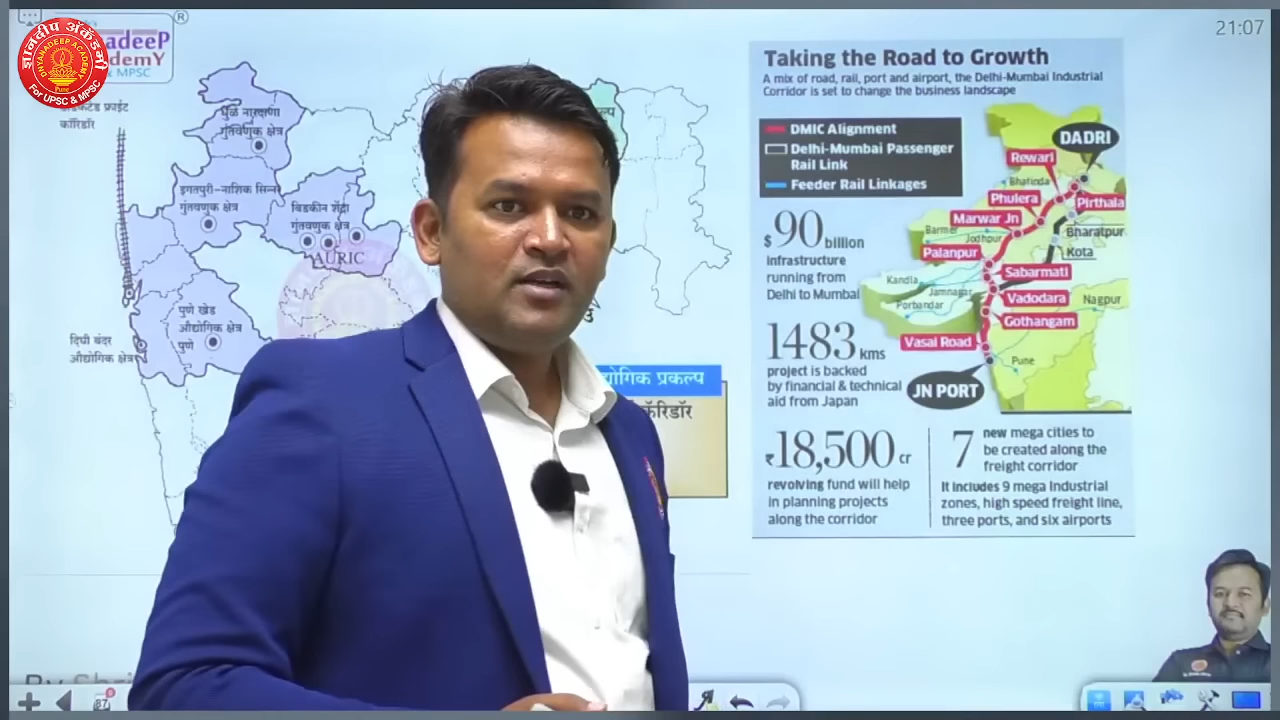 ज्ञानदीप अ‍ॅकॅडमी
DNYANADEEP ACADEMY
Pune
For UPSC & MPSC
adeeP
demY
& MPSC
®
21:07
कॉरिडॉर
गुंतवणुक क्षेत्र
इगतपुरी-नाशिक सिन्नर
गुंतवणुक क्षेत्र
बिडकीन शेंद्रा
गुंतवणुक क्षेत्र
AURIC
पुणे खेड
औद्योगिक क्षेत्र
पुणे
दिघी बंदर
औद्योगिक क्षेत्र
द्योगिक प्रकल्प
कॉरिडॉर
Taking the Road to Growth
A mix of road, rail, port and airport, the Delhi-Mumbai Industrial
Corridor is set to change the business landscape
DMIC Alignment
Delhi-Mumbai Passenger
Rail Link
Feeder Rail Linkages
$90 billion
infrastructure
running from
Delhi to Mumbai
1483 kms
project is backed
by financial & technical
aid from Japan
₹18,500 cr
revolving fund will help
in planning projects
along the corridor
7 new mega cities to
be created along the
freight corridor
It includes 9 mega Industrial
zones, high speed freight line,
three ports, and six airports
DADRI
Rewari
Bhatinda
Phulera
Pirthala
Marwar Jn
Barmer
Jodhpur
Bharatpur
Palanpur
Kota
Sabarmati
Kandla
Jamnagar
Vadodara
Nagpur
Porbandar
Gothangam
Vasai Road
Pune
JN PORT